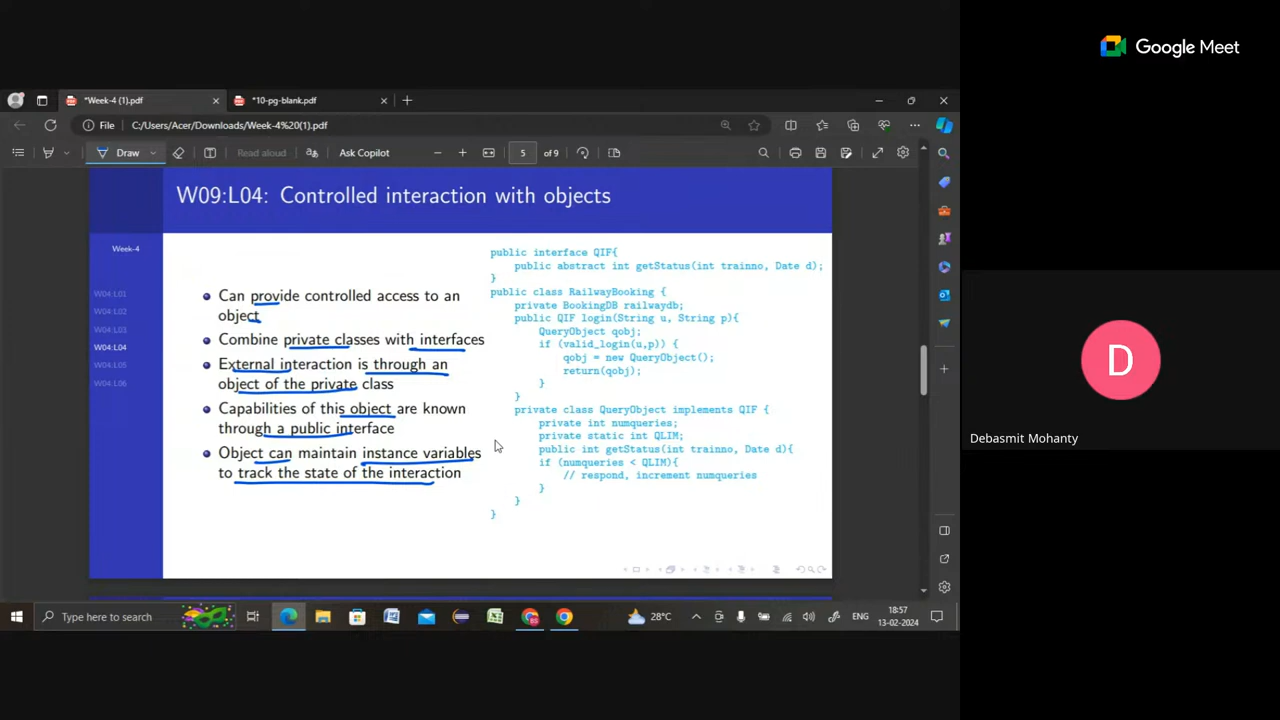 Google Meet
*Week-4 (1).pdf
*10-pg-blank.pdf
File
C:/Users/Acer/Downloads/Week-4%20(1).pdf
Draw
Read aloud
Ask Copilot
5
of 9
W09:L04: Controlled interaction with objects
Week-4
W04:L01
W04:L02
W04:L03
W04:L04
W04:L05
W04:L06
Can provide controlled access to an
object
Combine private classes with interfaces
External interaction is through an
object of the private class
Capabilities of this object are known
through a public interface
Object can maintain instance variables
to track the state of the interaction
public interface QIF{
public abstract int getStatus(int trainno, Date d);
}
public class RailwayBooking {
private BookingDB railwaydb;
public QIF login(String u, String p){
QueryObject qobj;
if (valid_login(u,p)) {
qobj = new QueryObject();
return(qobj);
}
}
private class QueryObject implements QIF {
private int numqueries;
private static int QLIM;
public int getStatus(int trainno, Date d){
if (numqueries < QLIM){
// respond, increment numqueries
}
}
}
D
Debasmit Mohanty
Type here to search
28°C
ENG
18:57
13-02-2024